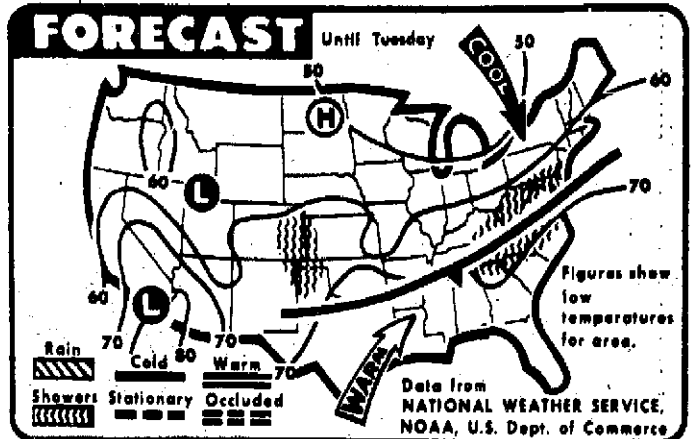 FORECAST
Until Tuesday
COOL
50
50
60
H
70
60
L
60
L
70
80
70
70
WARM
Figures show
low
temperatures
for area.
Rain
Cold
Warm
Showers
Stationary
Occluded
Data from
NATIONAL WEATHER SERVICE,
NOAA, U.S. Dept. of Commerce